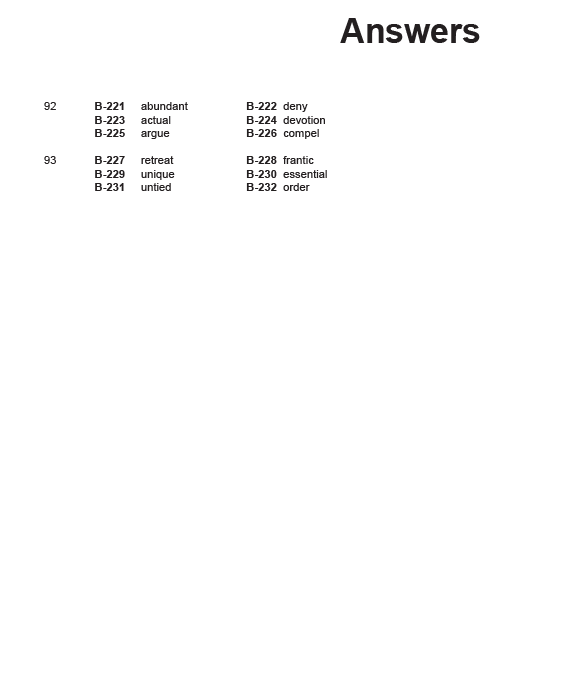 Answers
92 B-221 abundant B-222 deny
B-223 actual B-224 devotion
B-225 argue B-226 compel
93 B-227 retreat B-228 frantic
B-229 unique B-230 essential
B-231 untied B-232 order